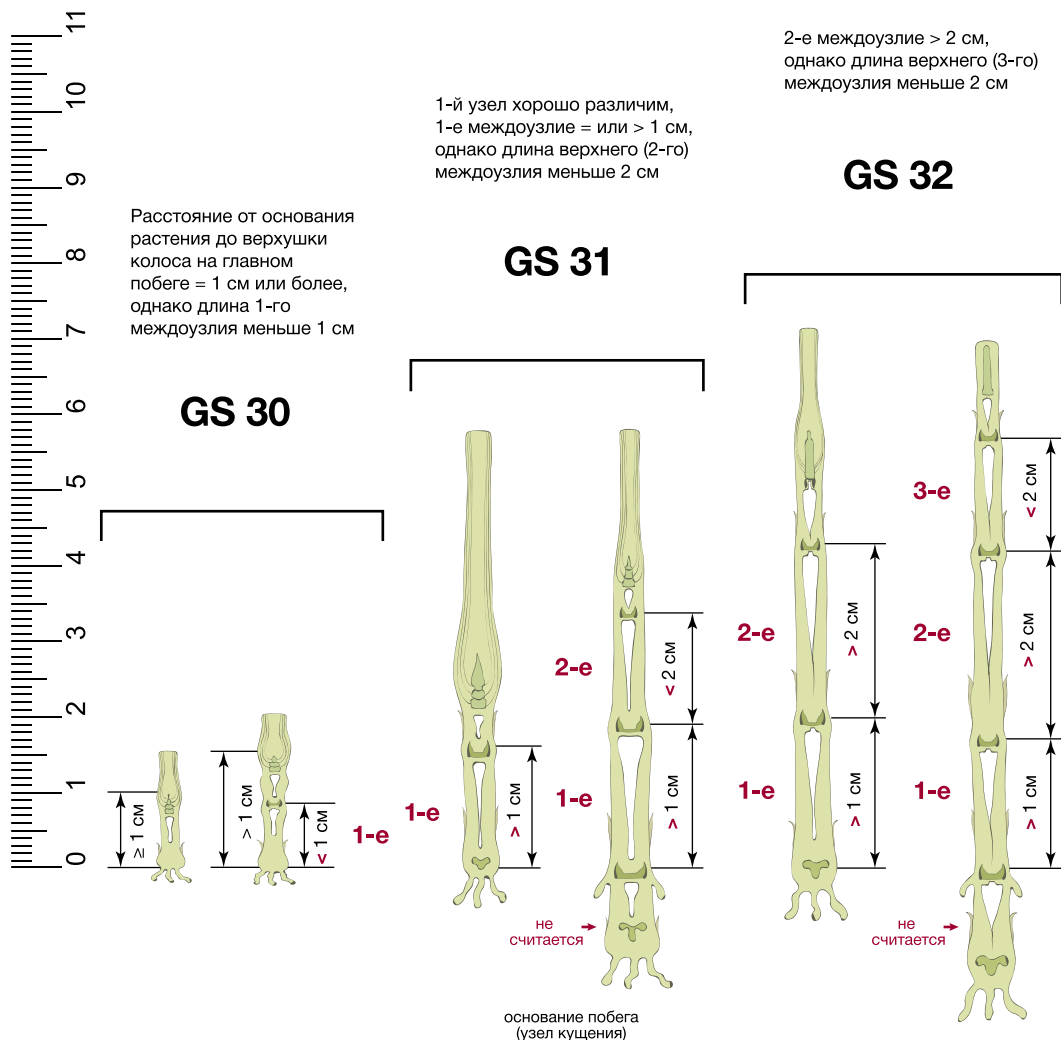 11
10
9
8
7
6
5
4
3
2
1
0
Расстояние от основания
растения до верхушки
колоса на главном
побеге = 1 см или более,
однако длина 1-го
междоузлия меньше 1 см
GS 30
≥ 1 см
> 1 см
< 1 см
1-е
1-й узел хорошо различим,
1-е междоузлие = или > 1 см,
однако длина верхнего (2-го)
междоузлия меньше 2 см
GS 31
1-е
> 1 см
2-е
< 2 см
1-е
> 1 см
не
считается
основание побега
(узел кущения)
2-е междоузлие > 2 см,
однако длина верхнего (3-го)
междоузлия меньше 2 см
GS 32
2-е
> 2 см
1-е
> 1 см
3-е
< 2 см
2-е
> 2 см
1-е
> 1 см
не
считается